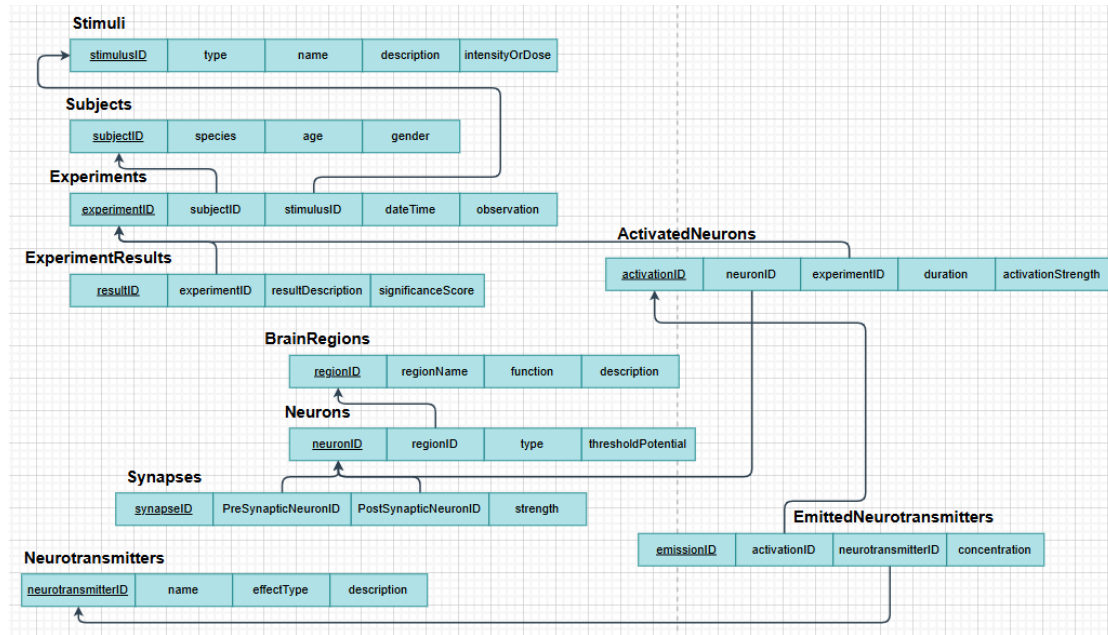 Stimuli
stimulusID type name description intensityOrDose
Subjects
subjectID species age gender
Experiments
experimentID subjectID stimulusID dateTime observation
ActivatedNeurons
activationID neuronID experimentID duration activationStrength
ExperimentResults
resultID experimentID resultDescription significanceScore
BrainRegions
regionID regionName function description
Neurons
neuronID regionID type thresholdPotential
Synapses
synapseID PreSynapticNeuronID PostSynapticNeuronID strength
EmittedNeurotransmitters
emissionID activationID neurotransmitterID concentration
Neurotransmitters
neurotransmitterID name effectType description